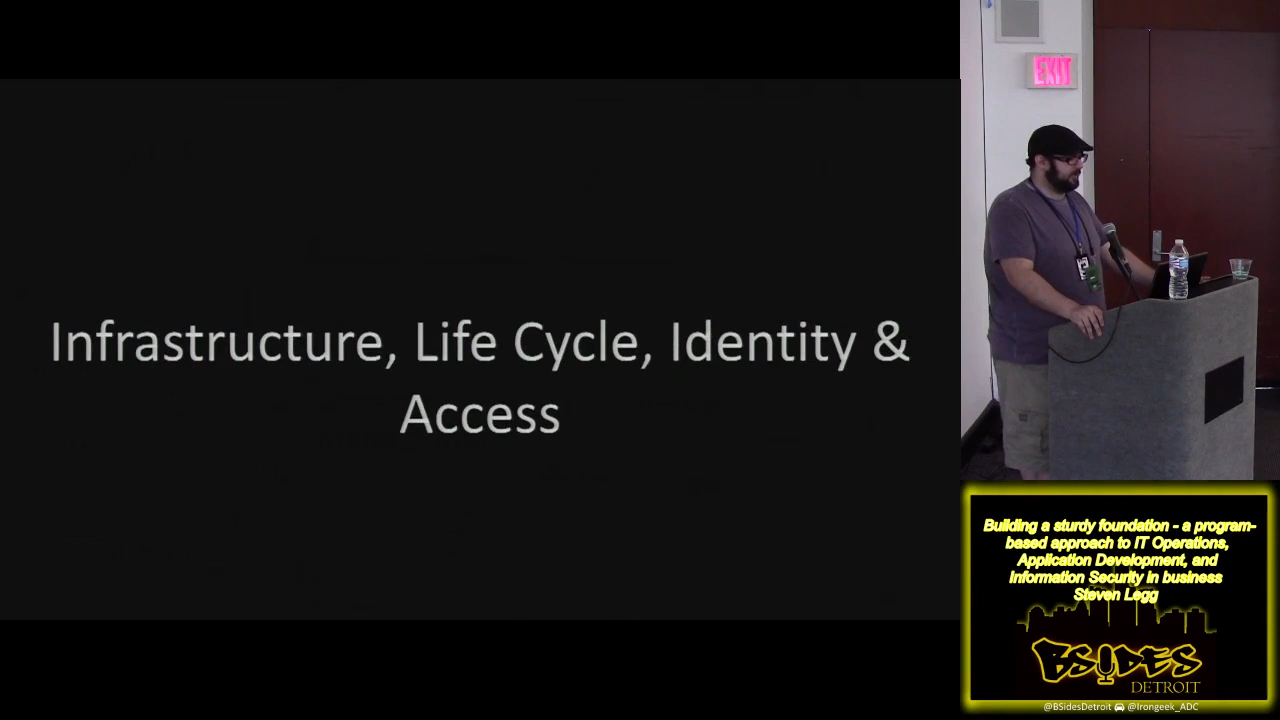 Infrastructure, Life Cycle, Identity &
Access
EXIT
Building a sturdy foundation - a program-
based approach to IT Operations,
Application Development, and
Information Security in business
Steven Legg
BSIDES
DETROIT
@BSidesDetroit @Irongeek_ADC